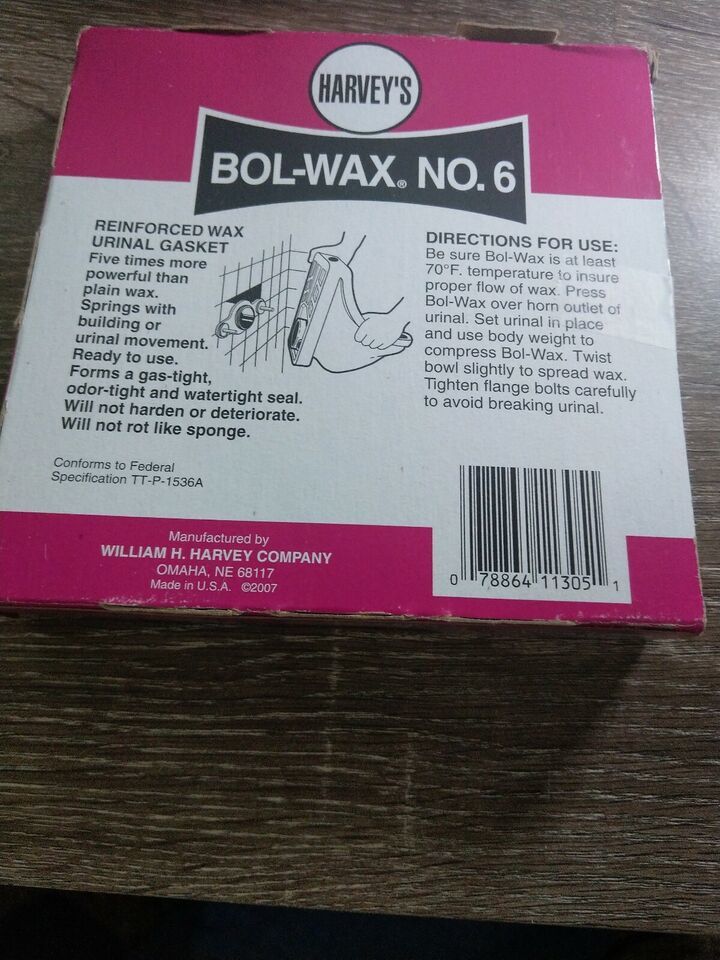 HARVEY'S
BOL-WAX® NO. 6
REINFORCED WAX
URINAL GASKET
Five times more
powerful than
plain wax.
Springs with
building or
urinal movement.
Ready to use.
Forms a gas-tight,
odor-tight and watertight seal.
Will not harden or deteriorate.
Will not rot like sponge.
Conforms to Federal
Specification TT-P-1536A
DIRECTIONS FOR USE:
Be sure Bol-Wax is at least
70°F. temperature to insure
proper flow of wax. Press
Bol-Wax over horn outlet of
urinal. Set urinal in place
and use body weight to
compress Bol-Wax. Twist
bowl slightly to spread wax.
Tighten flange bolts carefully
to avoid breaking urinal.
Manufactured by
WILLIAM H. HARVEY COMPANY
OMAHA, NE 68117
Made in U.S.A. ©2007
0 78864 11305 1